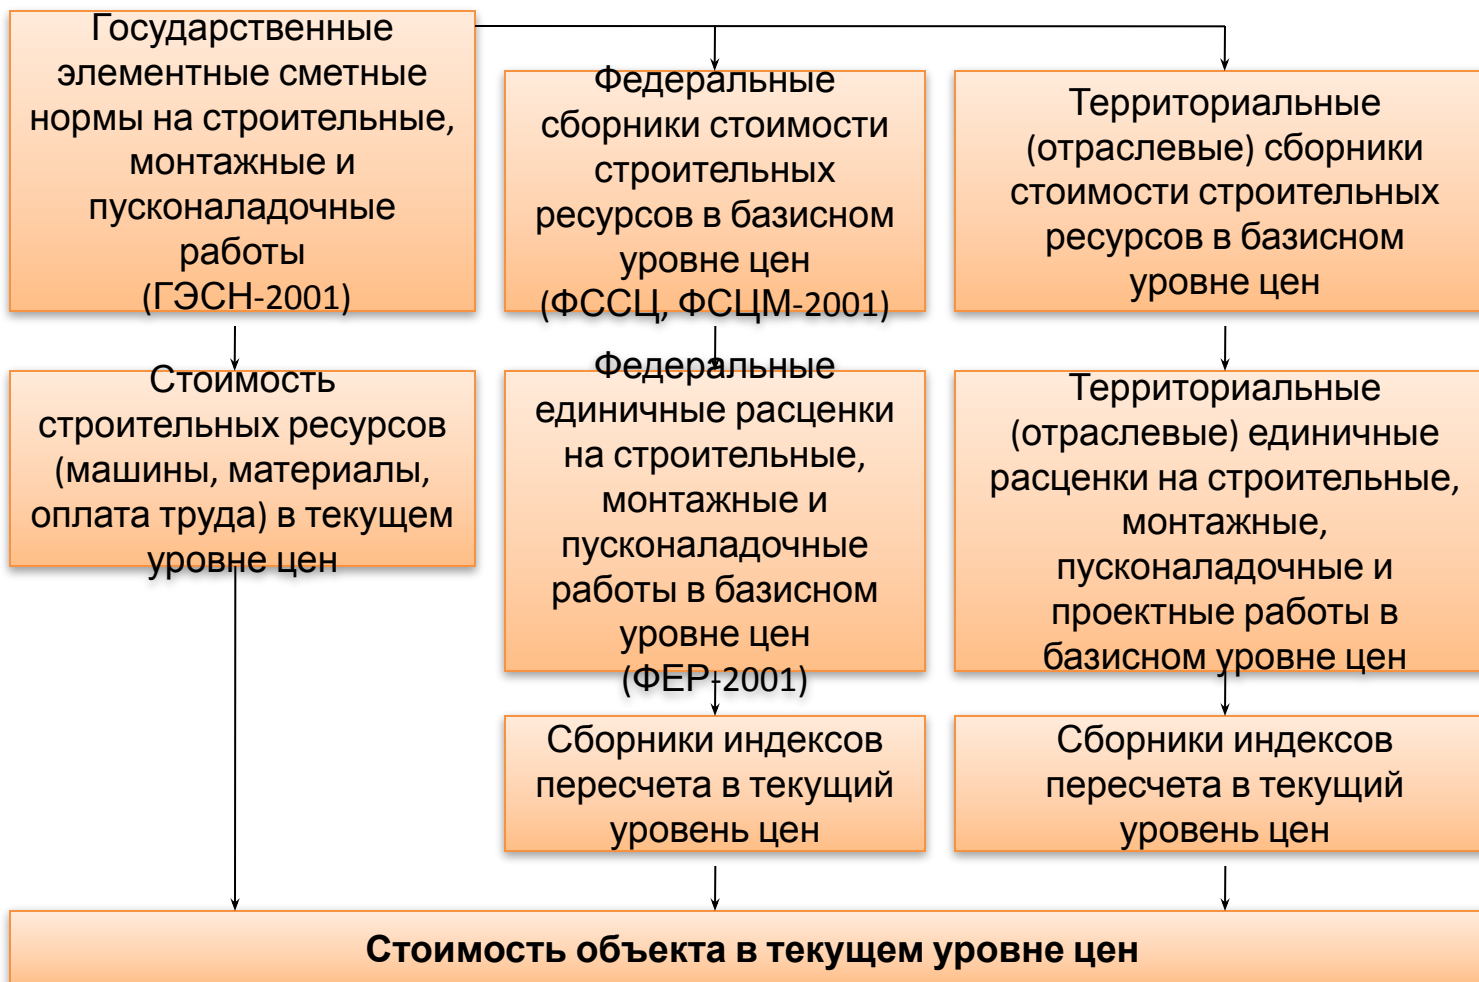 Государственные
элементные сметные
нормы на строительные,
монтажные и
пусконаладочные
работы
(ГЭСН-2001)
Федеральные
сборники стоимости
строительных
ресурсов в базисном
уровне цен
(ФССЦ, ФСЦМ-2001)
Территориальные
(отраслевые) сборники
стоимости строительных
ресурсов в базисном
уровне цен
Стоимость
строительных ресурсов
(машины, материалы,
оплата труда) в текущем
уровне цен
Федеральные
единичные расценки
на строительные,
монтажные и
пусконаладочные
работы в базисном
уровне цен
(ФЕР-2001)
Территориальные
(отраслевые) единичные
расценки на строительные,
монтажные,
пусконаладочные и
проектные работы в
базисном уровне цен
Сборники индексов
пересчета в текущий
уровень цен
Сборники индексов
пересчета в текущий
уровень цен
Стоимость объекта в текущем уровне цен